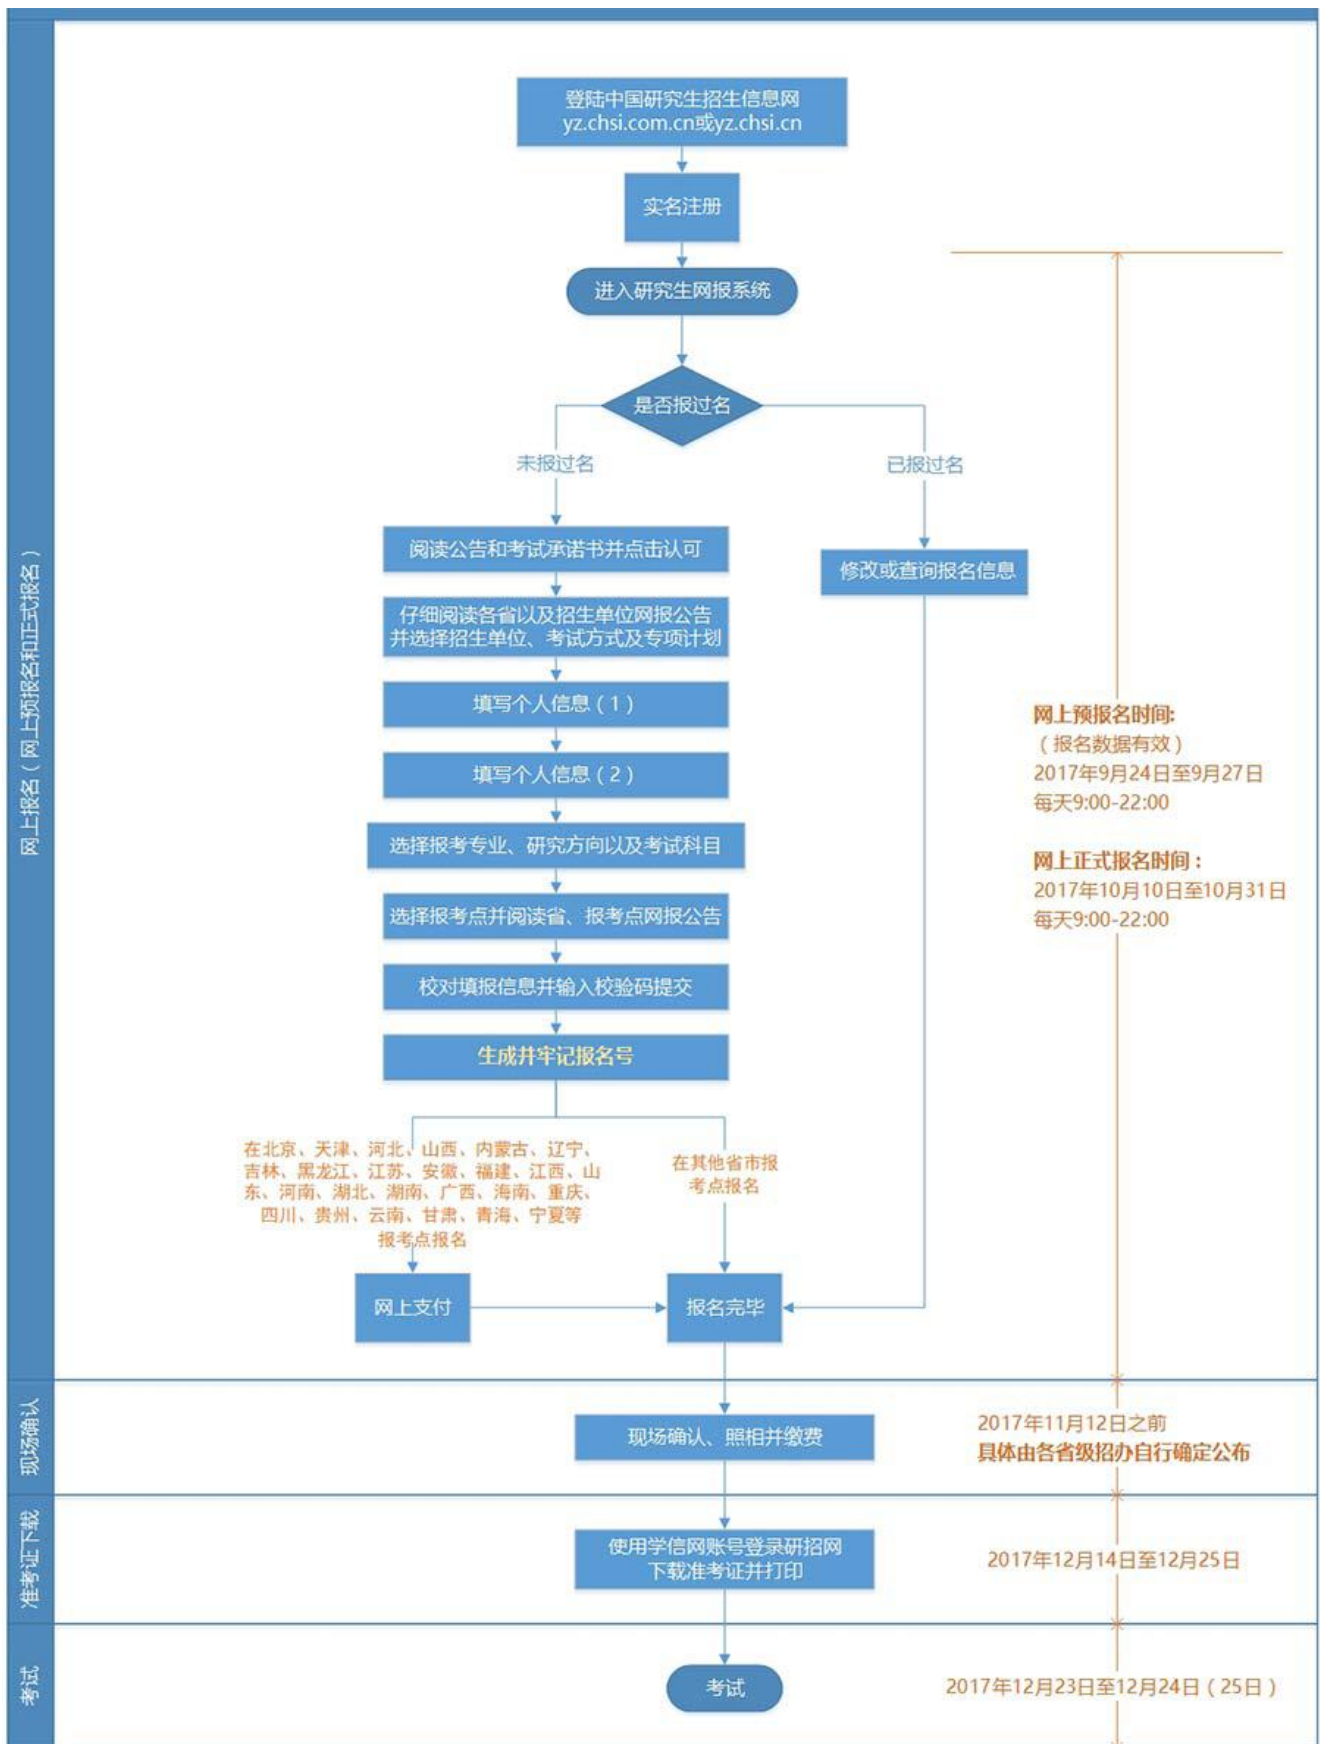 登陆中国研究生招生信息网
yz.chsi.com.cn或yz.chsi.cn
实名注册
进入研究生网报系统
是否报过名
未报过名
已报过名
阅读公告和考试承诺书并点击认可
修改或查询报名信息
仔细阅读各省以及招生单位网报公告
并选择招生单位、考试方式及专项计划
填写个人信息（1）
填写个人信息（2）
选择报考专业、研究方向以及考试科目
选择报考点并阅读省、报考点网报公告
校对填报信息并输入校验码提交
生成并牢记报名号
在北京、天津、河北、山西、内蒙古、辽宁、
吉林、黑龙江、江苏、安徽、福建、江西、山
东、河南、湖北、湖南、广西、海南、重庆、
四川、贵州、云南、甘肃、青海、宁夏等
报考点报名
在其他省市报
考点报名
网上支付
报名完毕
网上报名（网上预报名和正式报名）
网上预报名时间:
（报名数据有效）
2017年9月24日至9月27日
每天9:00-22:00
网上正式报名时间：
2017年10月10日至10月31日
每天9:00-22:00
现场确认
现场确认、照相并缴费
2017年11月12日之前
具体由各省级招办自行确定公布
准考证下载
使用学信网账号登录研招网
下载准考证并打印
2017年12月14日至12月25日
考试
考试
2017年12月23日至12月24日（25日）